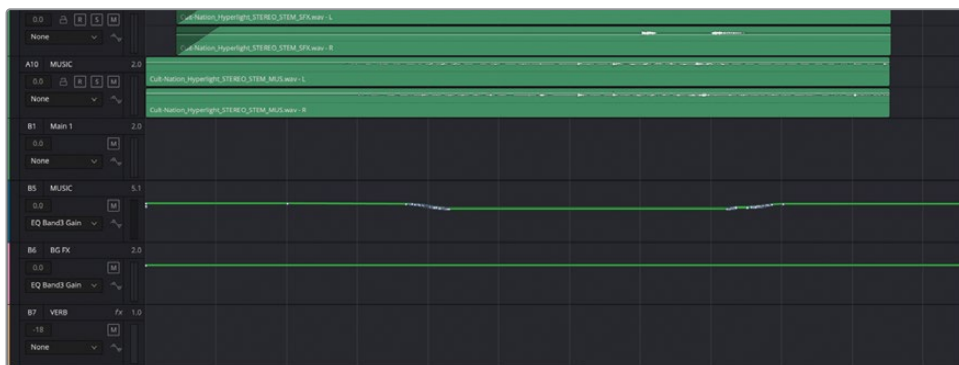 Cult-Nation_Hyperlight_STEREO_STEM_SFX.wav - L
0.0 R S M
None
Cult-Nation_Hyperlight_STEREO_STEM_SFX.wav - R
A10 MUSIC 2.0
0.0 R S M
Cult-Nation_Hyperlight_STEREO_STEM_MUS.wav - L
None
Cult-Nation_Hyperlight_STEREO_STEM_MUS.wav - R
B1 Main 1 2.0
0.0 M
None
B5 MUSIC 5.1
0.0 M
EQ Band3 Gain
B6 BG FX 2.0
0.0 M
EQ Band3 Gain
B7 VERB fx 1.0
-18 M
None